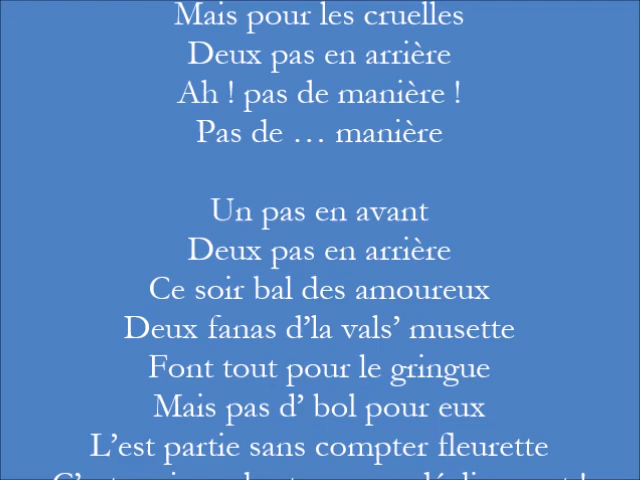 Mais pour les cruelles
Deux pas en arrière
Ah ! pas de manière !
Pas de … manière
Un pas en avant
Deux pas en arrière
Ce soir bal des amoureux
Deux fanas d’la vals’ musette
Font tout pour le gringue
Mais pas d’ bol pour eux
L’est partie sans compter fleurette